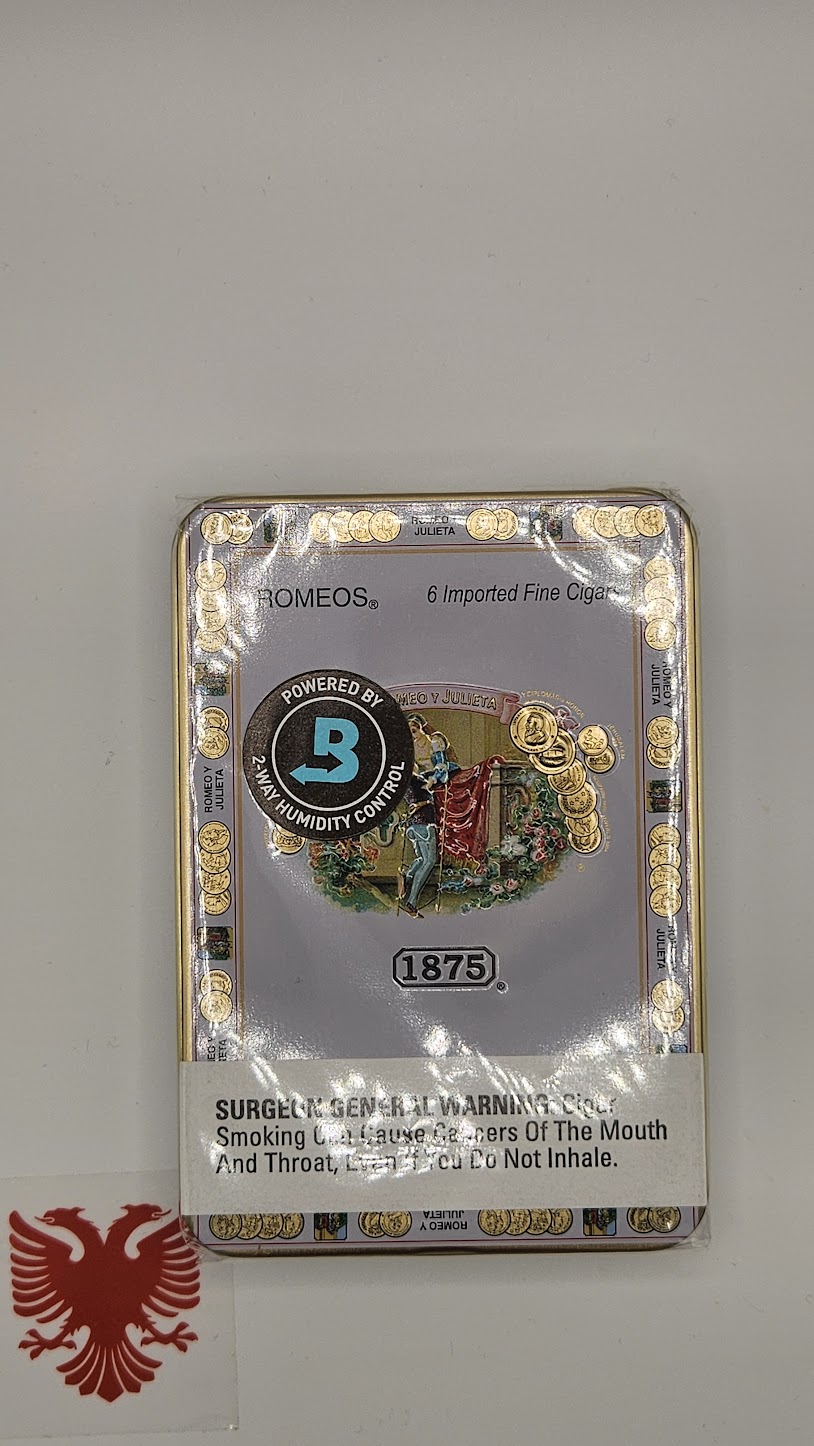 ROMEO Y
JULIETA
ROMEOS®
6 Imported Fine Cigars
POWERED BY
B
2-WAY HUMIDITY CONTROL
MEO Y JULIETA
ROMEO Y
JULIETA
ROMEO Y
JULIETA
JULIETA
1875®
SURGEON GENERAL WARNING: Cigar
Smoking Can Cause Cancers Of The Mouth
And Throat, Even If You Do Not Inhale.
ROMEO Y
JULIETA